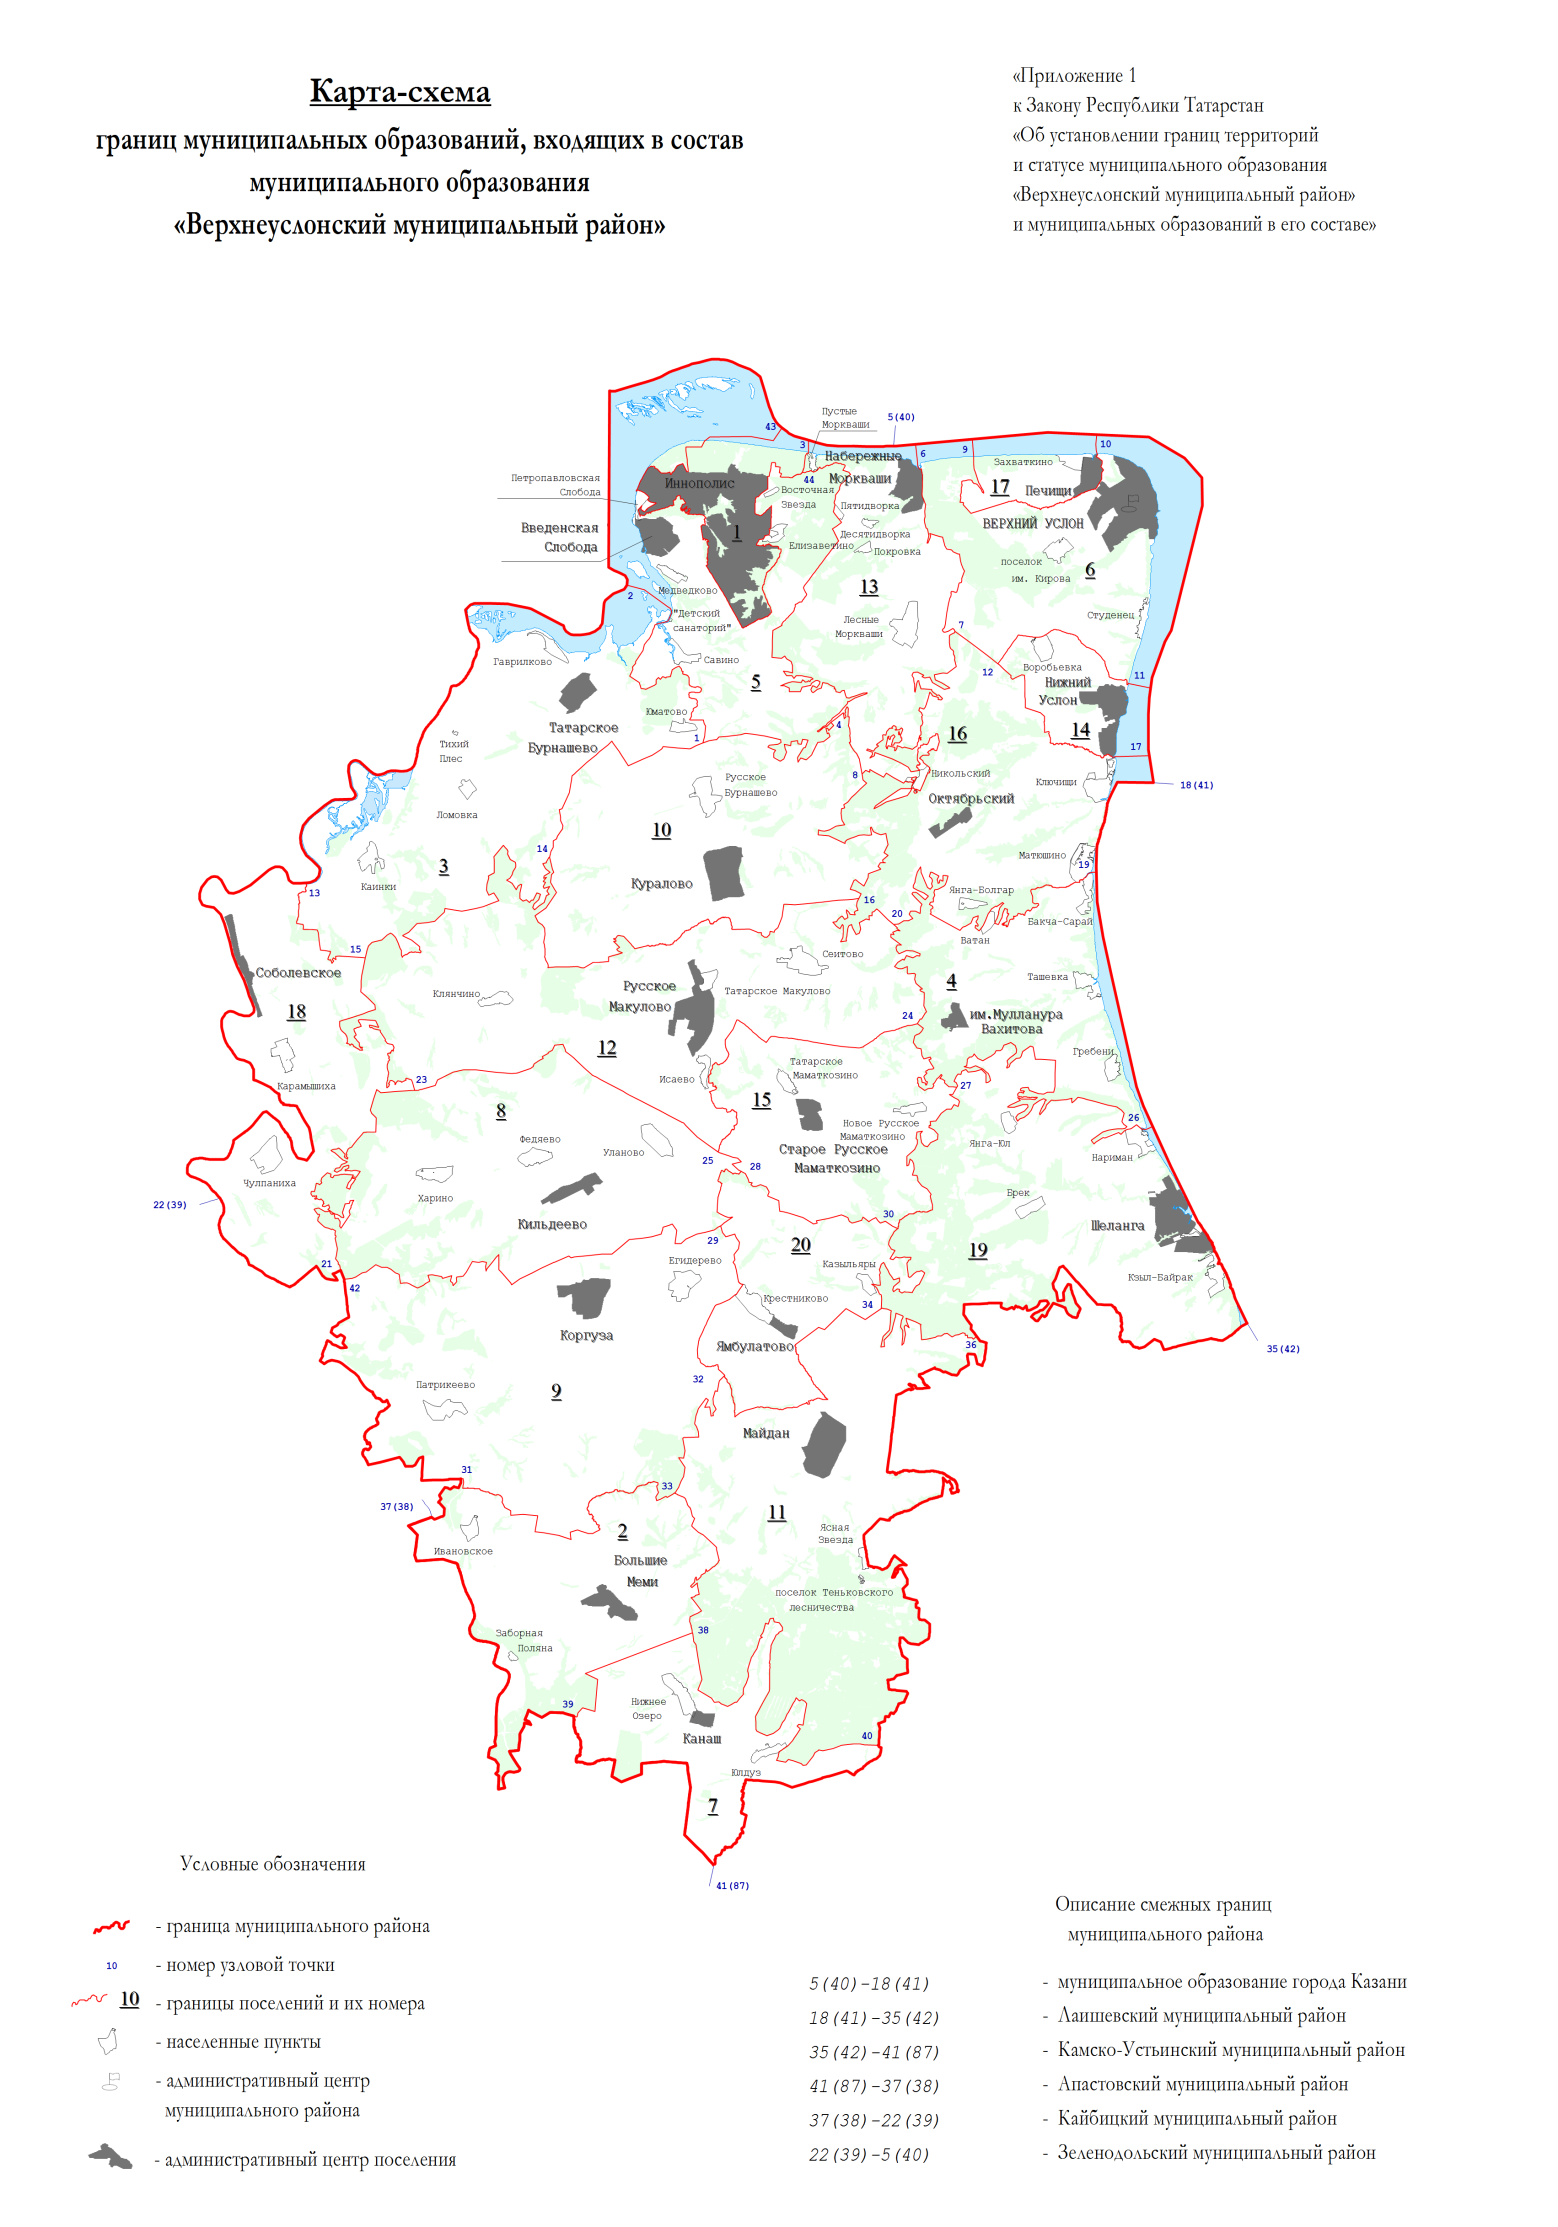 Карта-схема
границ муниципальных образований, входящих в состав
муниципального образования
«Верхнеуслонский муниципальный район»
«Приложение 1
к Закону Республики Татарстан
«Об установлении границ территорий
и статусе муниципального образования
«Верхнеуслонский муниципальный район»
и муниципальных образований в его составе»
Пустые
Моркваши
5(40)
43
3
6
9
10
Набережные
Моркваши
44
Захваткино
17
Печищи
Петропавловская
Слобода
Иннополис
Восточная
Звезда
Пятидворка
ВЕРХНИЙ УСЛОН
Введенская
Слобода
1
Елизаветино
Десятидворка
Покровка
поселок
им. Кирова
6
Медведково
13
2
"Детский
санаторий"
Лесные
Моркваши
7
Студенец
Гаврилково
Савино
12
Воробьевка
11
Нижний
Услон
5
Юматово
Татарское
Бурнашево
1
4
16
14
17
Тихий
Плес
8
Никольский
Ключищи
18(41)
Русское
Бурнашево
Октябрьский
Ломовка
10
14
Матюшино
19
3
Каинки
Куралово
13
16
20
Янга-Болгар
Бакча-Сарай
Ватан
15
Соболевское
18
Сеитово
Клянчино
Русское
Макулово
Татарское Макулово
Ташевка
4
24
им.Мулланура
Вахитова
12
Карамышиха
23
Исаево
Татарское
Маматкозино
Гребени
27
8
15
Новое Русское
Маматкозино
26
Федяево
Уланово
Старое Русское
Маматкозино
Янга-Юл
Нариман
25
28
Чулпаниха
22(39)
Харино
Кильдеево
Брек
30
Шеланга
29
20
19
21
42
Егидерево
Казыльяры
Кзыл-Байрак
Крестниково
34
Коргуза
Ямбулатово
36
35(42)
Патрикеево
9
32
Майдан
31
33
37(38)
11
2
Ясная
Звезда
Ивановское
Большие
Меми
поселок Теньковского
лесничества
Заборная
Поляна
38
39
Нижнее
Озеро
Канаш
40
Юлдуз
7
41(87)
Условные обозначения
- граница муниципального района
10 - номер узловой точки
10 - границы поселений и их номера
- населенные пункты
- административный центр
муниципального района
- административный центр поселения
Описание смежных границ
муниципального района
5(40)-18(41) - муниципальное образование города Казани
18(41)-35(42) - Лаишевский муниципальный район
35(42)-41(87) - Камско-Устьинский муниципальный район
41(87)-37(38) - Апастовский муниципальный район
37(38)-22(39) - Кайбицкий муниципальный район
22(39)-5(40) - Зеленодольский муниципальный район